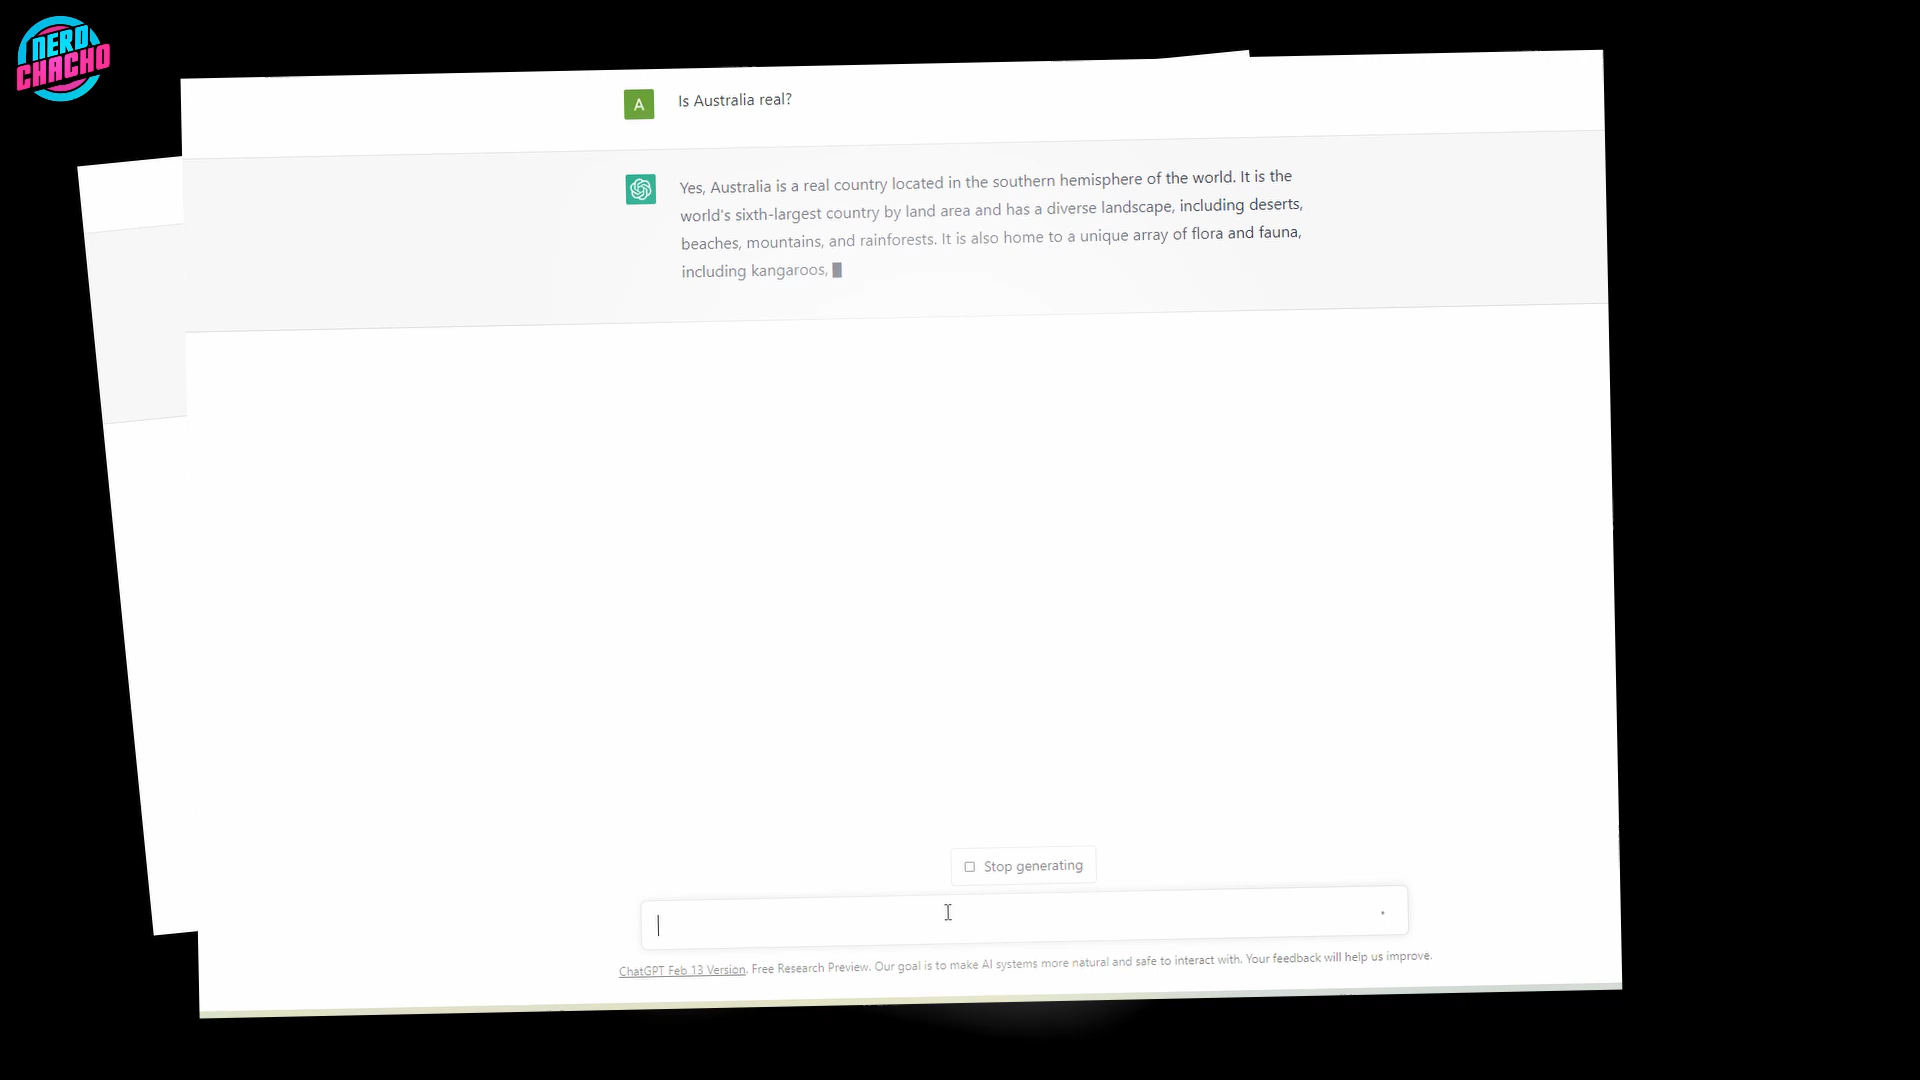 NERD
CHACHO
A
Is Australia real?
Yes, Australia is a real country located in the southern hemisphere of the world. It is the
world's sixth-largest country by land area and has a diverse landscape, including deserts,
beaches, mountains, and rainforests. It is also home to a unique array of flora and fauna,
including kangaroos,
Stop generating
ChatGPT Feb 13 Version. Free Research Preview. Our goal is to make AI systems more natural and safe to interact with. Your feedback will help us improve.